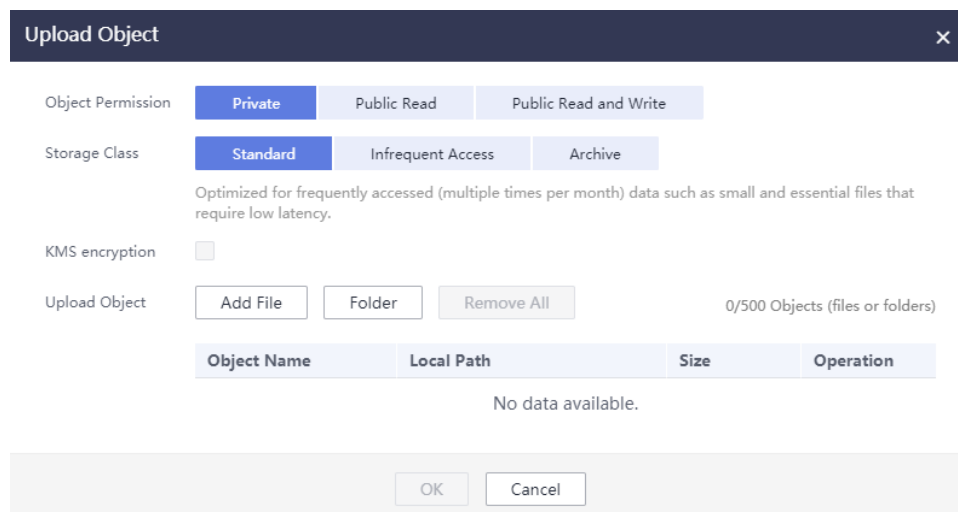 Upload Object
Object Permission Private Public Read Public Read and Write
Storage Class Standard Infrequent Access Archive
Optimized for frequently accessed (multiple times per month) data such as small and essential files that
require low latency.
KMS encryption
Upload Object Add File Folder Remove All 0/500 Objects (files or folders)
Object Name Local Path Size Operation
No data available.
OK Cancel